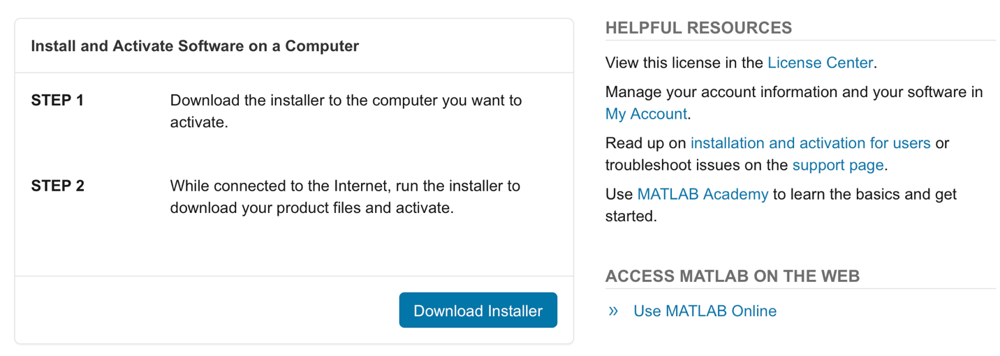 Install and Activate Software on a Computer
STEP 1
Download the installer to the computer you want to
activate.
STEP 2
While connected to the Internet, run the installer to
download your product files and activate.
Download Installer
HELPFUL RESOURCES
View this license in the License Center.
Manage your account information and your software in
My Account.
Read up on installation and activation for users or
troubleshoot issues on the support page.
Use MATLAB Academy to learn the basics and get
started.
ACCESS MATLAB ON THE WEB
» Use MATLAB Online